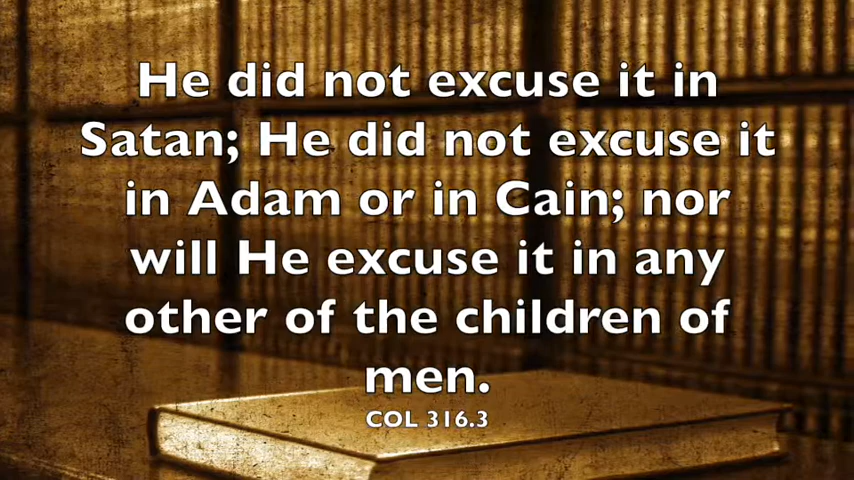 He did not excuse it in
Satan; He did not excuse it
in Adam or in Cain; nor
will He excuse it in any
other of the children of
men.
COL 316.3